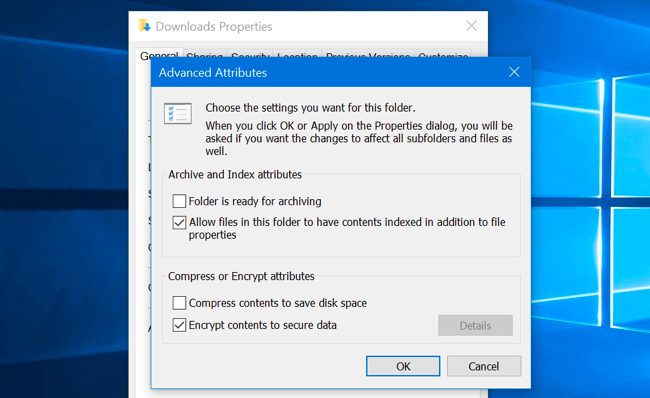 Downloads Properties
General Sharing Security Location Previous Versions Customize
Advanced Attributes
Choose the settings you want for this folder.
When you click OK or Apply on the Properties dialog, you will be
asked if you want the changes to affect all subfolders and files as
well.
Archive and Index attributes
Folder is ready for archiving
Allow files in this folder to have contents indexed in addition to file
properties
Compress or Encrypt attributes
Compress contents to save disk space
Encrypt contents to secure data
Details
OK Cancel